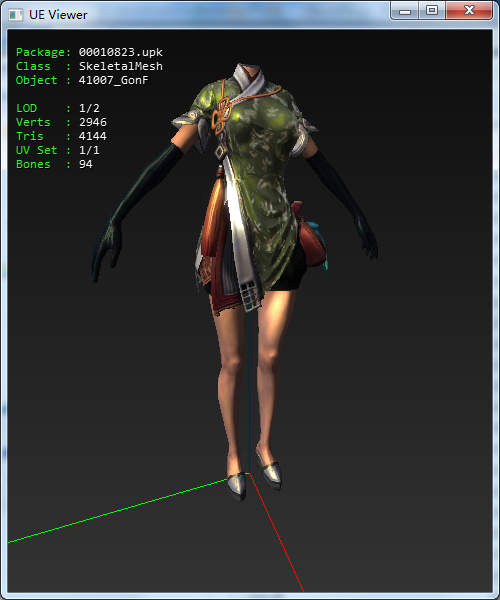 UE Viewer
Package: 00010823.upk
Class : SkeletalMesh
Object : 41007_GonF
LOD : 1/2
Verts : 2946
Tris : 4144
UV Set : 1/1
Bones : 94